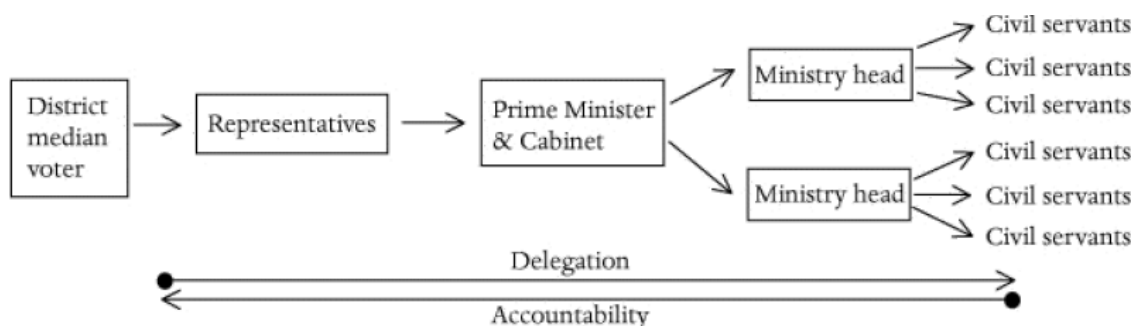 District
median
voter
Representatives
Prime Minister
& Cabinet
Ministry head
Ministry head
Civil servants
Civil servants
Civil servants
Civil servants
Civil servants
Civil servants
Delegation
Accountability